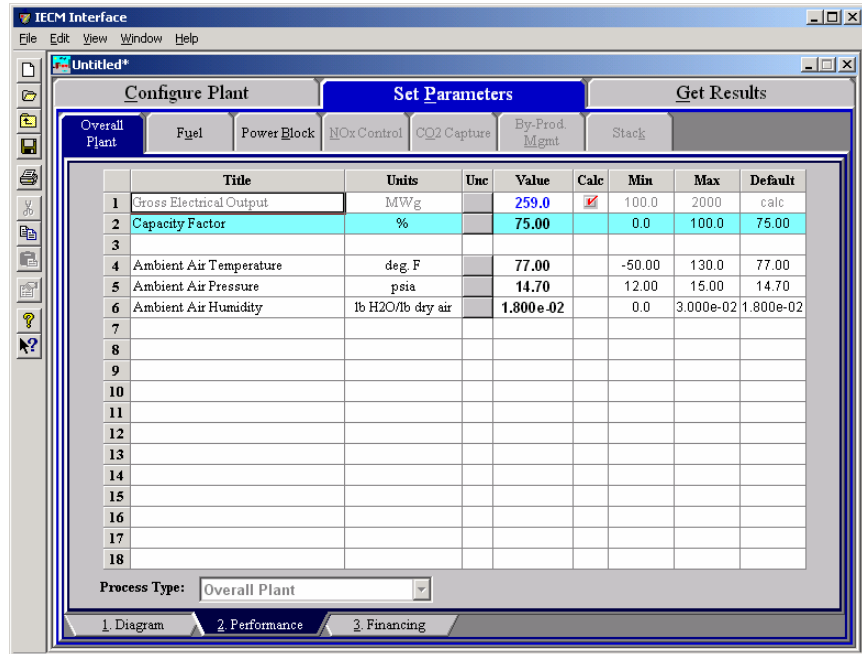 IECM Interface
File Edit View Window Help
Untitled*
Configure Plant Set Parameters Get Results
Overall Plant Fuel Power Block NOx Control CO2 Capture By-Prod. Mgmt Stack
Title Units Unc Value Calc Min Max Default
1 Gross Electrical Output MWg 259.0 100.0 2000 calc
2 Capacity Factor % 75.00 0.0 100.0 75.00
3
4 Ambient Air Temperature deg. F 77.00 -50.00 130.0 77.00
5 Ambient Air Pressure psia 14.70 12.00 15.00 14.70
6 Ambient Air Humidity lb H2O/lb dry air 1.800e-02 0.0 3.000e-02 1.800e-02
7
8
9
10
11
12
13
14
15
16
17
18
Process Type: Overall Plant
1. Diagram 2. Performance 3. Financing